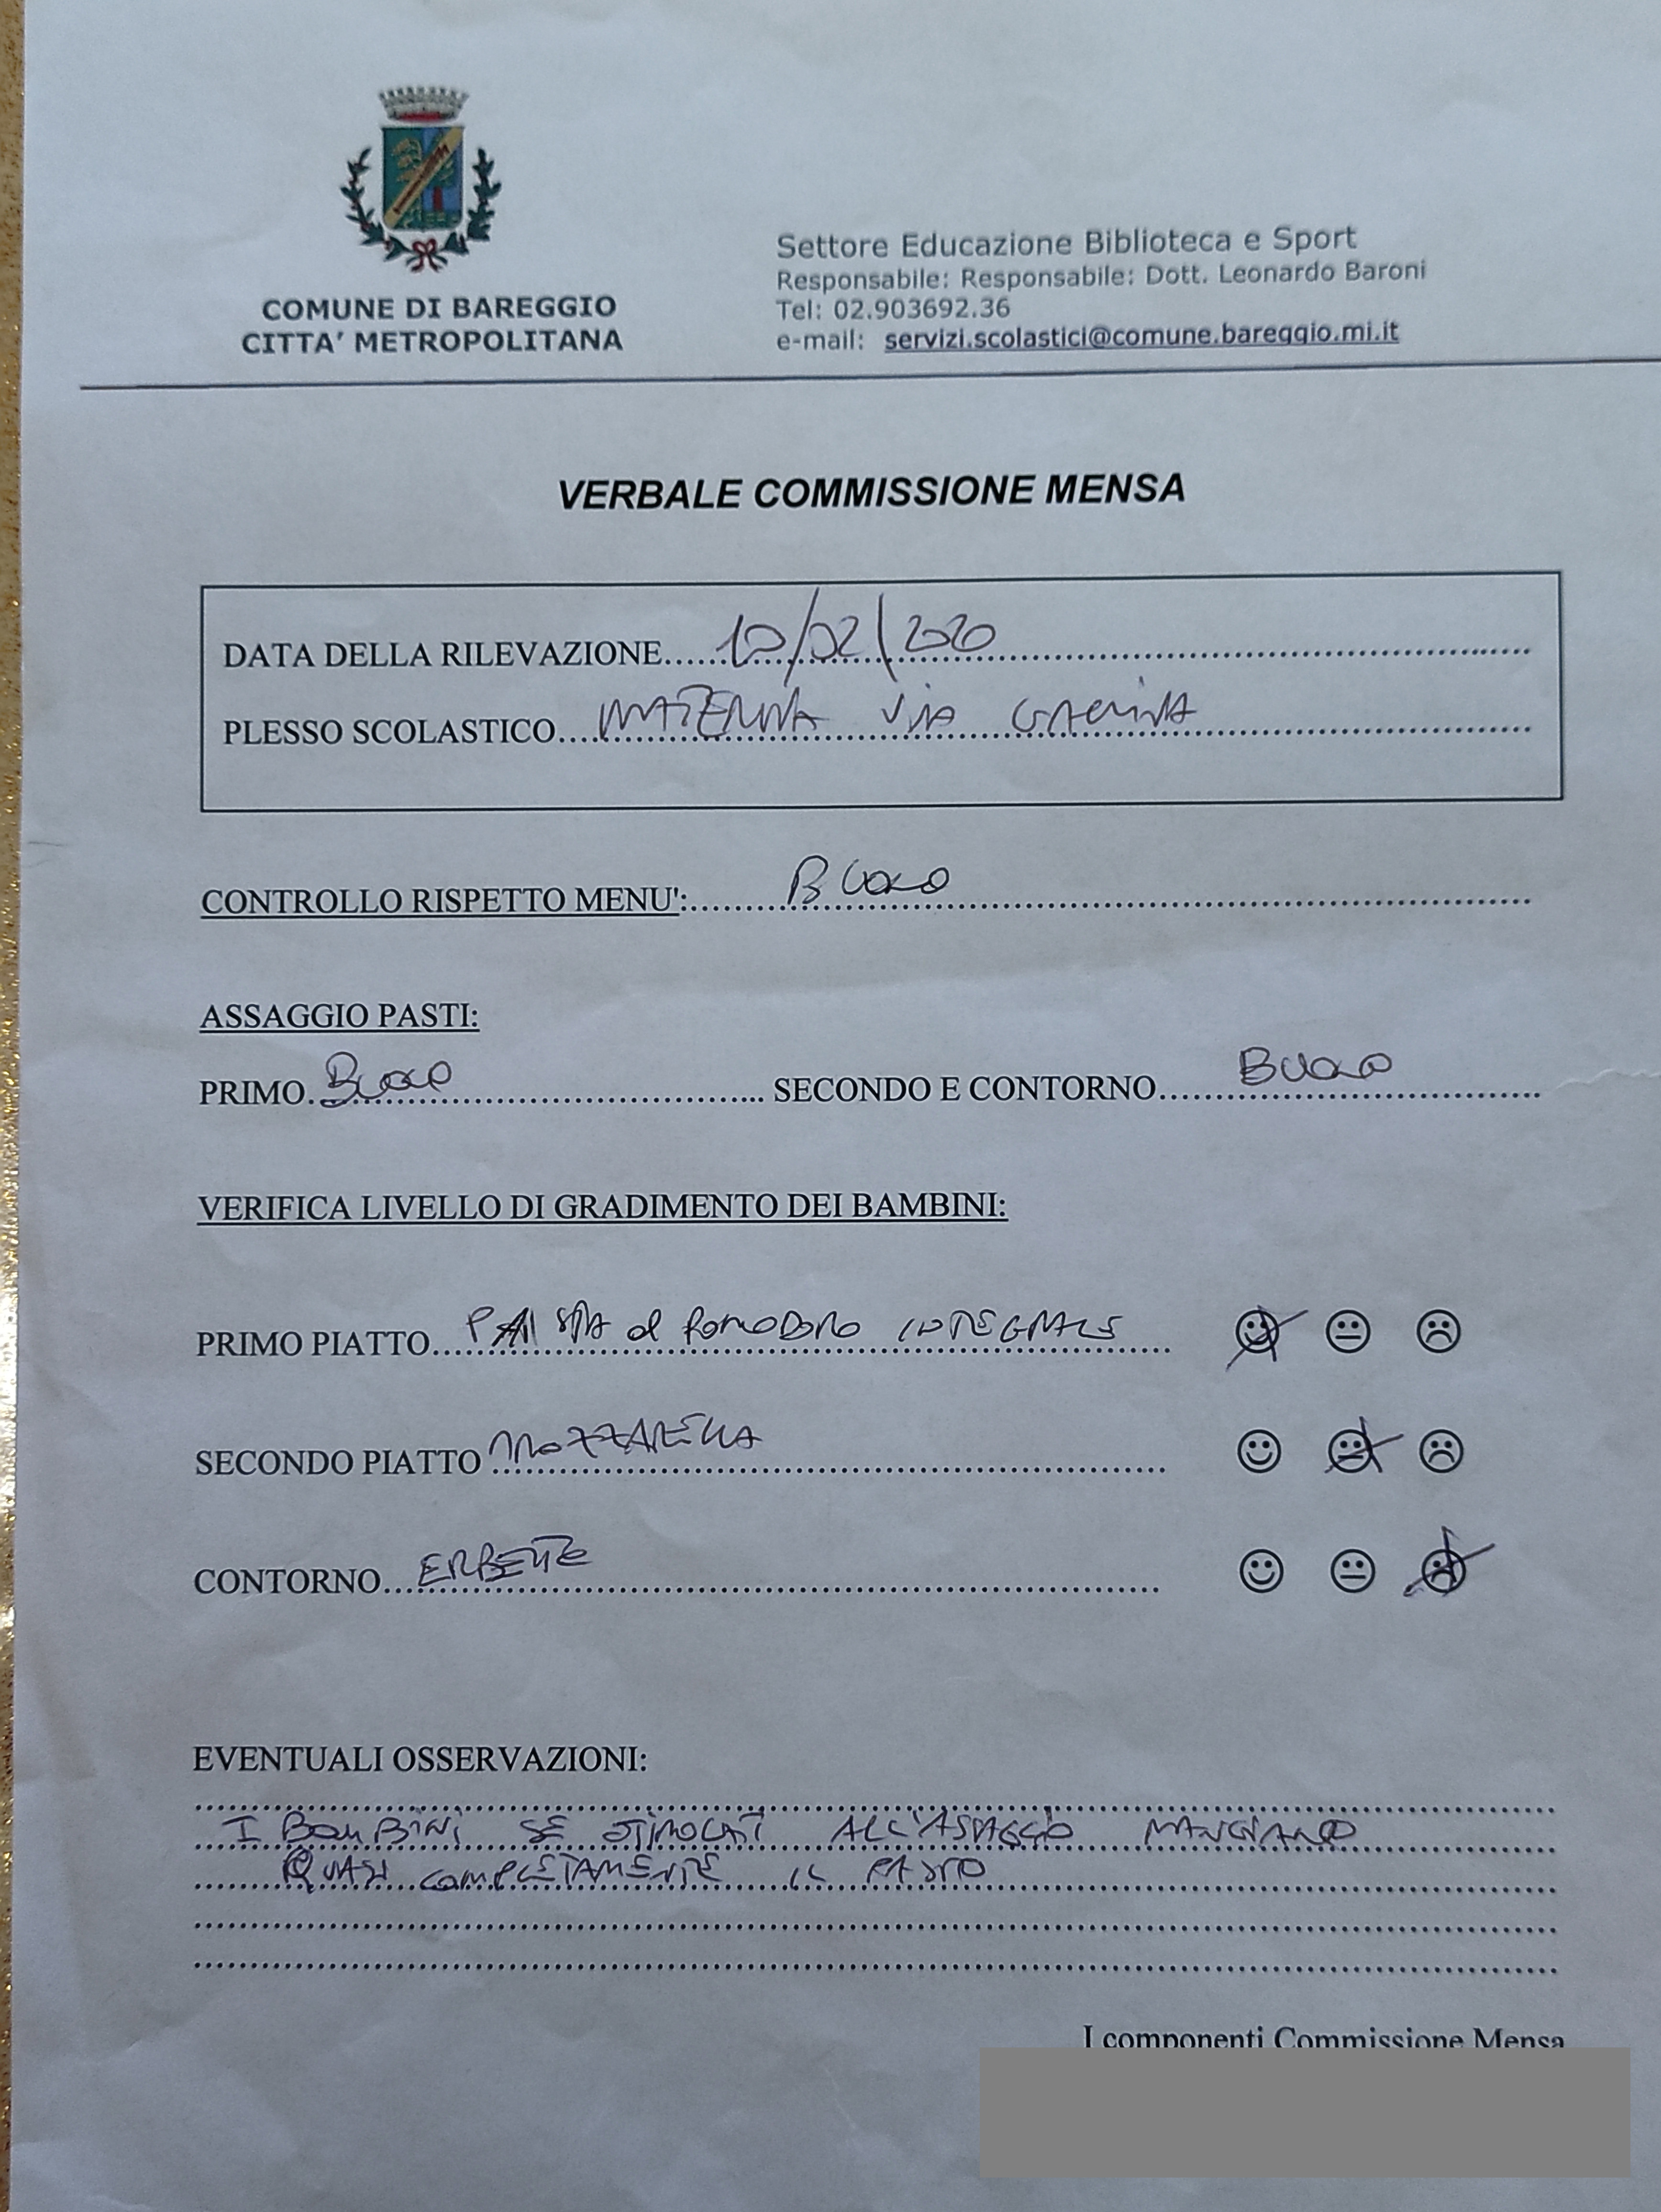 COMUNE DI BAREGGIO
CITTA' METROPOLITANA
Settore Educazione Biblioteca e Sport
Responsabile: Responsabile: Dott. Leonardo Baroni
Tel: 02.903692.36
e-mail: servizi.scolastici@comune.bareggio.mi.it
VERBALE COMMISSIONE MENSA
DATA DELLA RILEVAZIONE 10/02/2020
PLESSO SCOLASTICO MATERNA VIA
CONTROLLO RISPETTO MENU': BUONO
ASSAGGIO PASTI:
PRIMO BUONO SECONDO E CONTORNO BUONO
VERIFICA LIVELLO DI GRADIMENTO DEI BAMBINI:
PRIMO PIATTO PASTA al POMODORO INTEGRALE
SECONDO PIATTO MOZZARELLA
CONTORNO ERBETTE
EVENTUALI OSSERVAZIONI:
I BAMBINI SE STIMOLATI ALL'ASSAGGIO MANGIANO
QUASI COMPLETAMENTE IL PASTO
I componenti Commissione Mensa